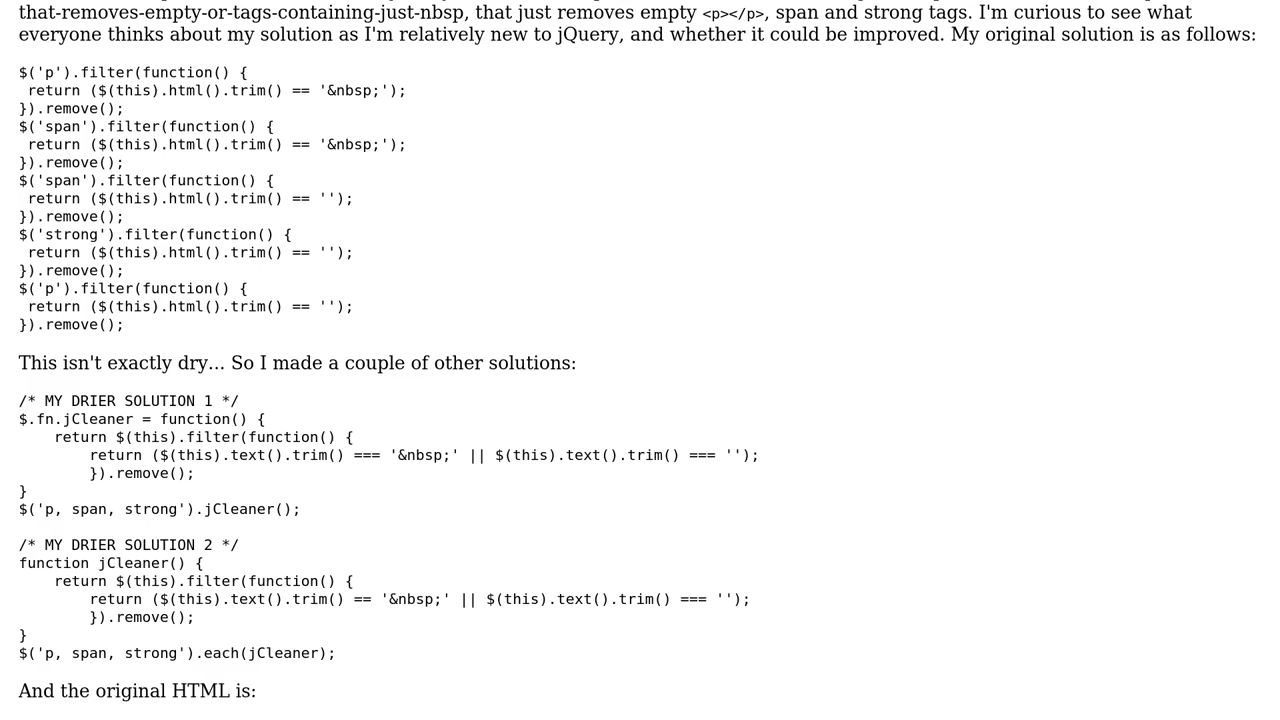 that-removes-empty-or-tags-containing-just-nbsp, that just removes empty <p></p>, span and strong tags. I'm curious to see what
everyone thinks about my solution as I'm relatively new to jQuery, and whether it could be improved. My original solution is as follows:
$('p').filter(function() {
 return ($(this).html().trim() == '&nbsp;');
}).remove();
$('span').filter(function() {
 return ($(this).html().trim() == '&nbsp;');
}).remove();
$('span').filter(function() {
 return ($(this).html().trim() == '');
}).remove();
$('strong').filter(function() {
 return ($(this).html().trim() == '');
}).remove();
$('p').filter(function() {
 return ($(this).html().trim() == '');
}).remove();
This isn't exactly dry... So I made a couple of other solutions:
/* MY DRIER SOLUTION 1 */
$.fn.jCleaner = function() {
    return $(this).filter(function() {
        return ($(this).text().trim() === '&nbsp;' || $(this).text().trim() === '');
        }).remove();
}
$('p, span, strong').jCleaner();
/* MY DRIER SOLUTION 2 */
function jCleaner() {
    return $(this).filter(function() {
        return ($(this).text().trim() == '&nbsp;' || $(this).text().trim() === '');
        }).remove();
}
$('p, span, strong').each(jCleaner);
And the original HTML is: